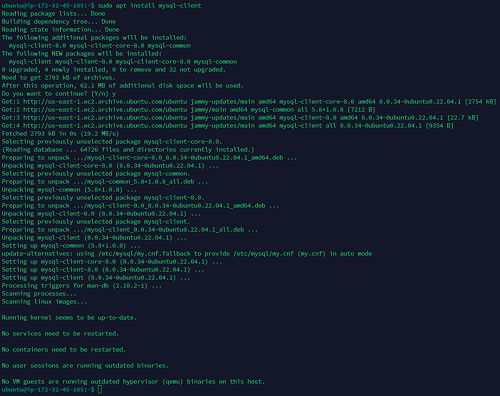 ubuntu@ip-172-31-45-165:~$ sudo apt install mysql-client
Reading package lists... Done
Building dependency tree... Done
Reading state information... Done
The following additional packages will be installed:
  mysql-client-8.0 mysql-client-core-8.0 mysql-common
The following NEW packages will be installed:
  mysql-client mysql-client-8.0 mysql-client-core-8.0 mysql-common
0 upgraded, 4 newly installed, 0 to remove and 32 not upgraded.
Need to get 2793 kB of archives.
After this operation, 62.1 MB of additional disk space will be used.
Do you want to continue? [Y/n] y
Get:1 http://us-east-1.ec2.archive.ubuntu.com/ubuntu jammy-updates/main amd64 mysql-client-core-8.0 amd64 8.0.34-0ubuntu0.22.04.1 [2754 kB]
Get:2 http://us-east-1.ec2.archive.ubuntu.com/ubuntu jammy/main amd64 mysql-common all 5.8+1.0.8 [7212 B]
Get:3 http://us-east-1.ec2.archive.ubuntu.com/ubuntu jammy-updates/main amd64 mysql-client-8.0 amd64 8.0.34-0ubuntu0.22.04.1 [22.7 kB]
Get:4 http://us-east-1.ec2.archive.ubuntu.com/ubuntu jammy-updates/main amd64 mysql-client all 8.0.34-0ubuntu0.22.04.1 [9354 B]
Fetched 2793 kB in 0s (19.2 MB/s)
Selecting previously unselected package mysql-client-core-8.0.
(Reading database ... 64726 files and directories currently installed.)
Preparing to unpack .../mysql-client-core-8.0_8.0.34-0ubuntu0.22.04.1_amd64.deb ...
Unpacking mysql-client-core-8.0 (8.0.34-0ubuntu0.22.04.1) ...
Selecting previously unselected package mysql-common.
Preparing to unpack .../mysql-common_5.8+1.0.8_all.deb ...
Unpacking mysql-common (5.8+1.0.8) ...
Selecting previously unselected package mysql-client-8.0.
Preparing to unpack .../mysql-client-8.0_8.0.34-0ubuntu0.22.04.1_amd64.deb ...
Unpacking mysql-client-8.0 (8.0.34-0ubuntu0.22.04.1) ...
Selecting previously unselected package mysql-client.
Preparing to unpack .../mysql-client_8.0.34-0ubuntu0.22.04.1_all.deb ...
Unpacking mysql-client (8.0.34-0ubuntu0.22.04.1) ...
Setting up mysql-common (5.8+1.0.8) ...
update-alternatives: using /etc/mysql/my.cnf.fallback to provide /etc/mysql/my.cnf (my.cnf) in auto mode
Setting up mysql-client-core-8.0 (8.0.34-0ubuntu0.22.04.1) ...
Setting up mysql-client-8.0 (8.0.34-0ubuntu0.22.04.1) ...
Setting up mysql-client (8.0.34-0ubuntu0.22.04.1) ...
Processing triggers for man-db (2.10.2-1) ...
Scanning processes...
Scanning linux images...

Running kernel seems to be up-to-date.

No services need to be restarted.

No containers need to be restarted.

No user sessions are running outdated binaries.

No VM guests are running outdated hypervisor (qemu) binaries on this host.
ubuntu@ip-172-31-45-165:~$